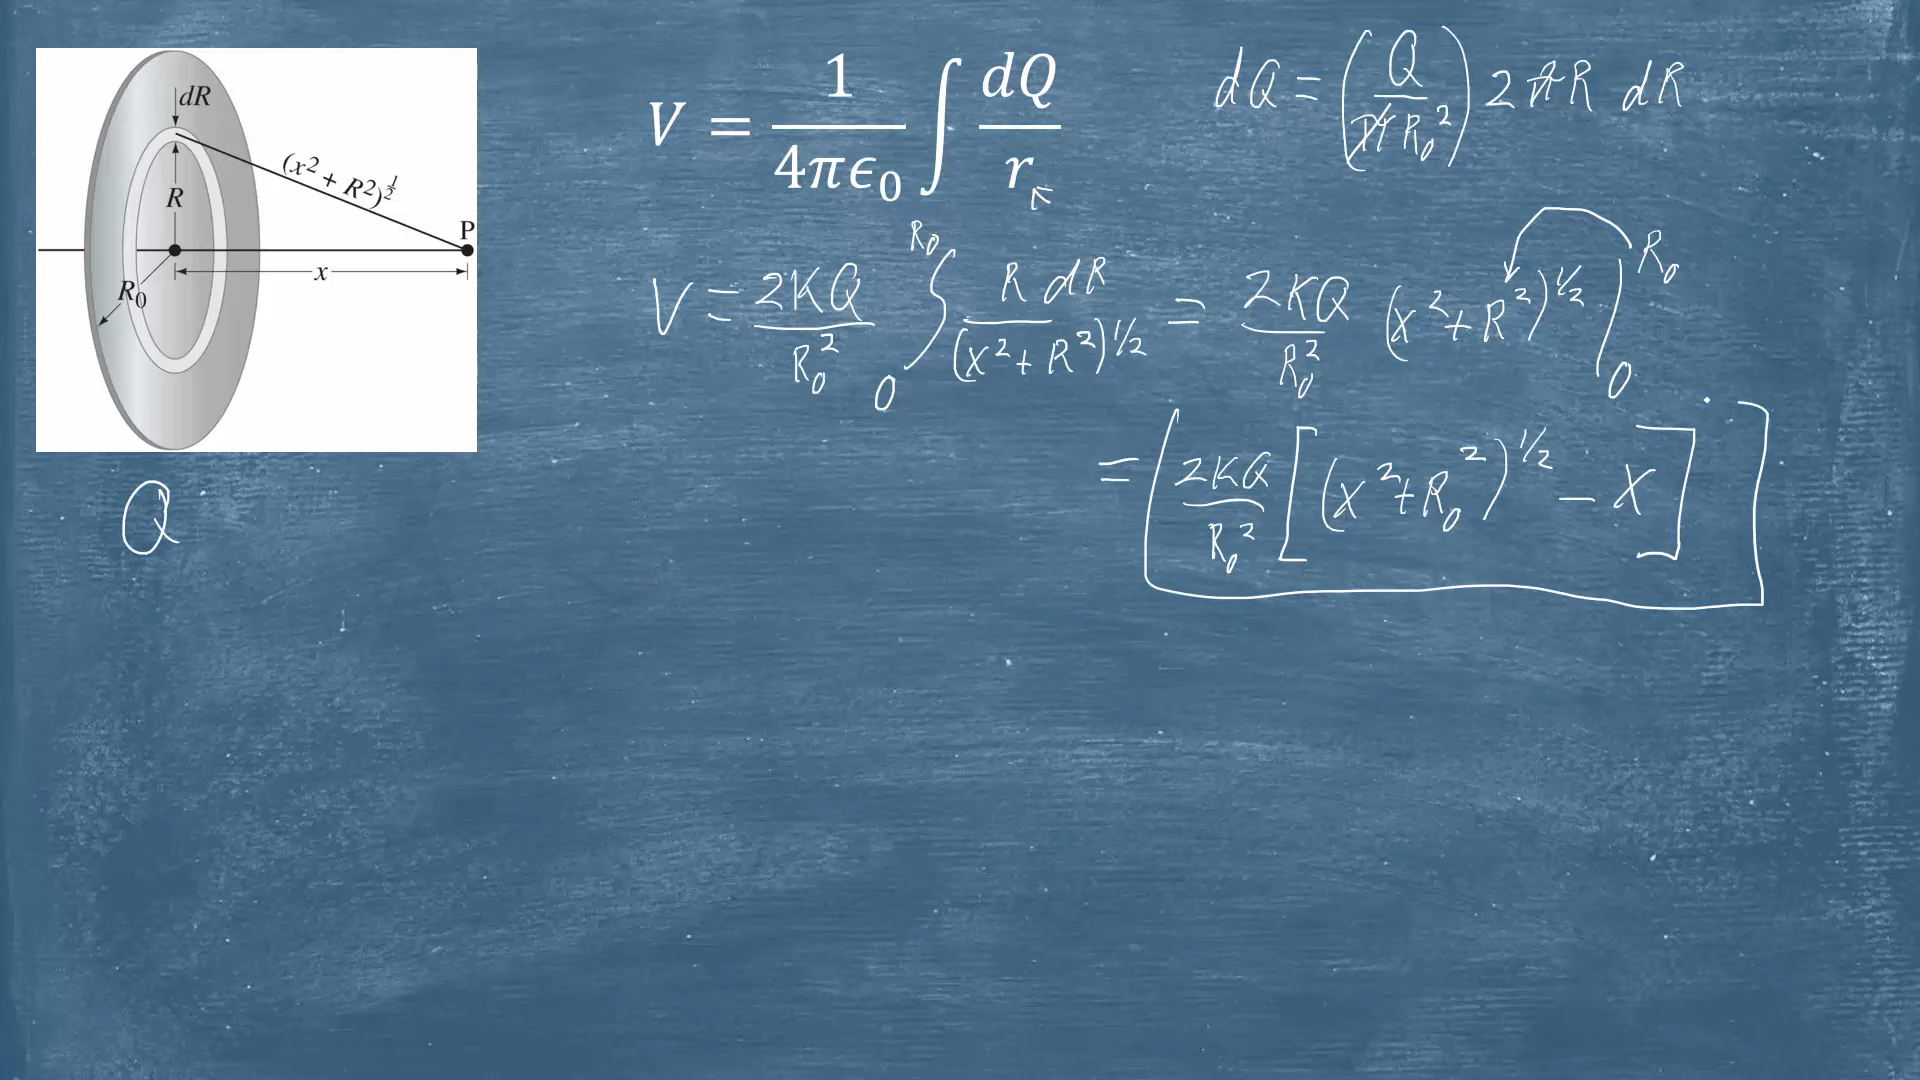 dR
(x² + R²)^½
R
P
x
R₀
Q
V = 1/(4πϵ₀) ∫ dQ/r
dQ = (Q/(πR₀²)) 2πR dR
V = 2KQ/R₀² ₀∫^R₀ R dR/(x²+R²)^1/2 = 2KQ/R₀² (x²+R²)^1/2 |₀^R₀
= 2KQ/R₀² [(x²+R₀²)^1/2 − x]